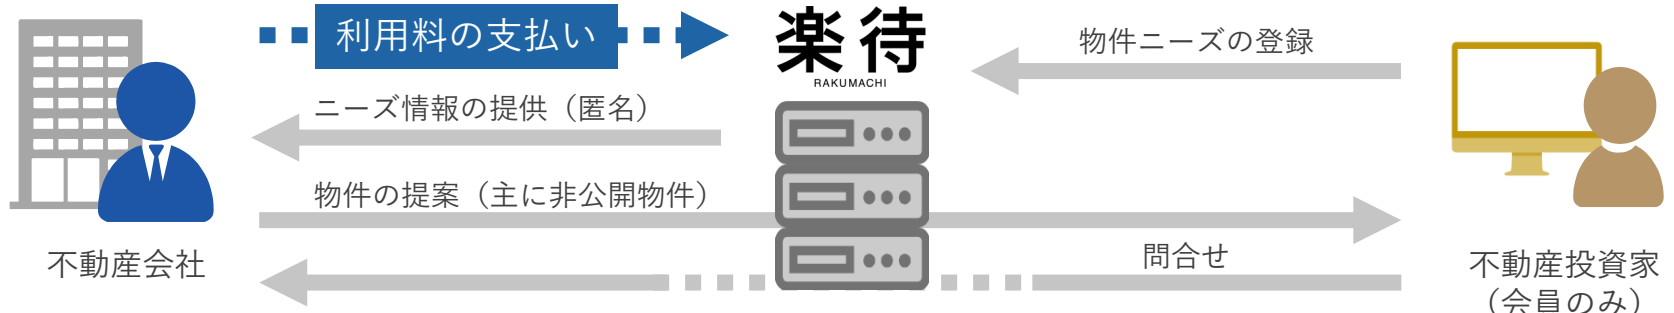 利用料の支払い
楽待
RAKUMACHI
物件ニーズの登録
ニーズ情報の提供（匿名）
物件の提案（主に非公開物件）
問合せ
不動産会社
不動産投資家
（会員のみ）